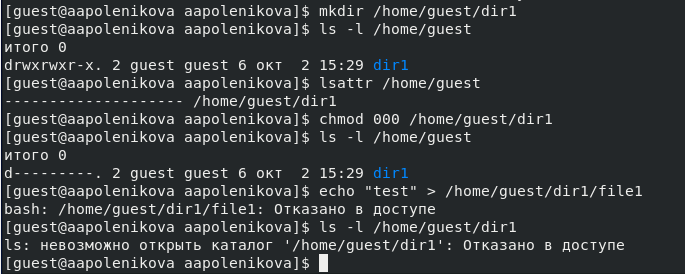 [guest@aapolenikova aapolenikova]$ mkdir /home/guest/dir1
[guest@aapolenikova aapolenikova]$ ls -l /home/guest
итого 0
drwxrwxr-x. 2 guest guest 6 окт  2 15:29 dir1
[guest@aapolenikova aapolenikova]$ lsattr /home/guest
-------------------- /home/guest/dir1
[guest@aapolenikova aapolenikova]$ chmod 000 /home/guest/dir1
[guest@aapolenikova aapolenikova]$ ls -l /home/guest
итого 0
d---------. 2 guest guest 6 окт  2 15:29 dir1
[guest@aapolenikova aapolenikova]$ echo "test" > /home/guest/dir1/file1
bash: /home/guest/dir1/file1: Отказано в доступе
[guest@aapolenikova aapolenikova]$ ls -l /home/guest/dir1
ls: невозможно открыть каталог '/home/guest/dir1': Отказано в доступе
[guest@aapolenikova aapolenikova]$